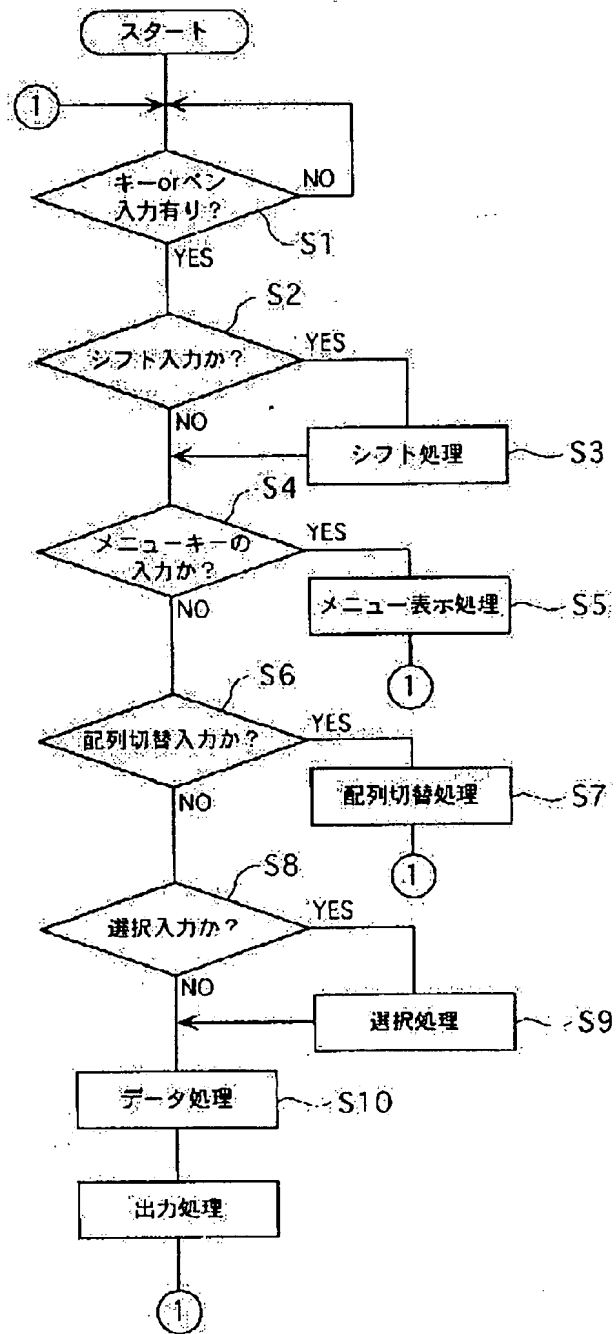 スタート
①
キーorペン
入力有り？
NO
S1
YES
S2
シフト入力か？
YES
NO
シフト処理
S3
S4
メニューキーの
入力か？
YES
NO
メニュー表示処理
S5
①
S6
配列切替入力か？
YES
NO
配列切替処理
S7
①
S8
選択入力か？
YES
NO
選択処理
S9
データ処理
S10
出力処理
①